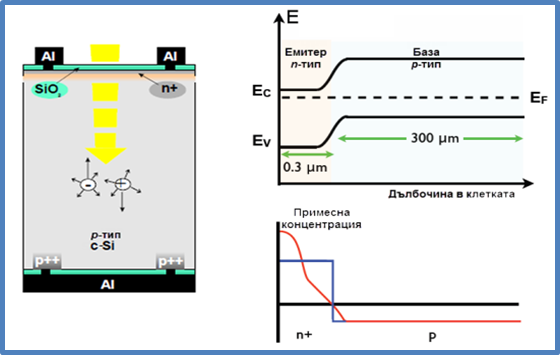 Al
Al
SiO₂
n+
p-тип
c-Si
p++
p++
Al
E
Емитер
n-тип
База
p-тип
EC
EF
EV
300 µm
0.3 µm
Дълбочина в клетката
Примесна
концентрация
n+
p